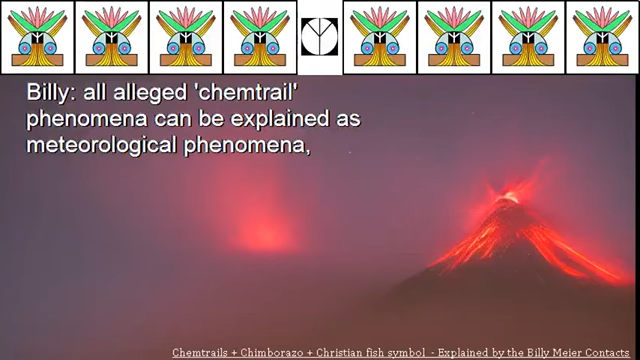 Billy: all alleged 'chemtrail'
phenomena can be explained as
meteorological phenomena,
Chemtrails + Chimborazo + Christian fish symbol - Explained by the Billy Meier Contacts